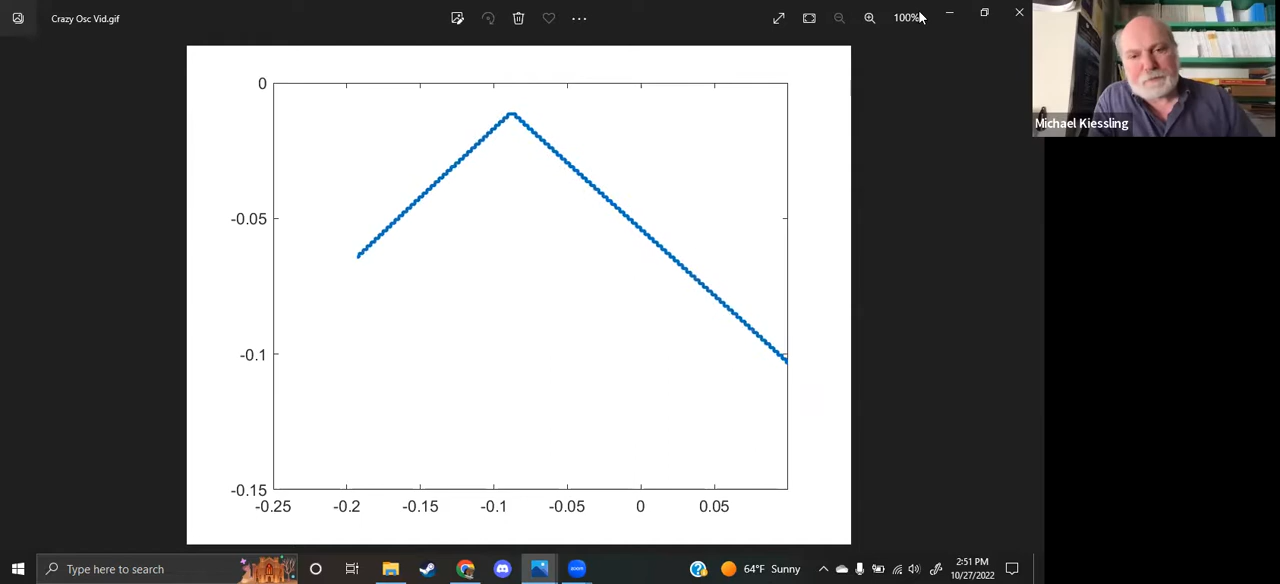 Crazy Osc Vid.gif
100%
Michael Kiessling
0
-0.05
-0.1
-0.15
-0.25 -0.2 -0.15 -0.1 -0.05 0 0.05
Type here to search
zoom
64°F Sunny
2:51 PM
10/27/2022